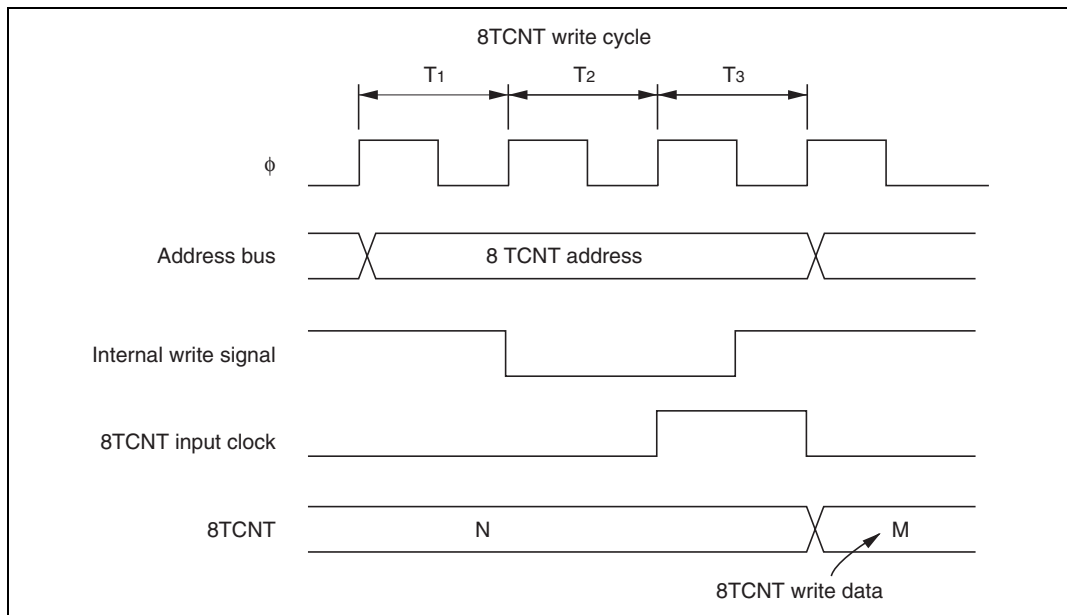 8TCNT write cycle
T1 T2 T3
ϕ
Address bus 8 TCNT address
Internal write signal
8TCNT input clock
8TCNT N M
8TCNT write data